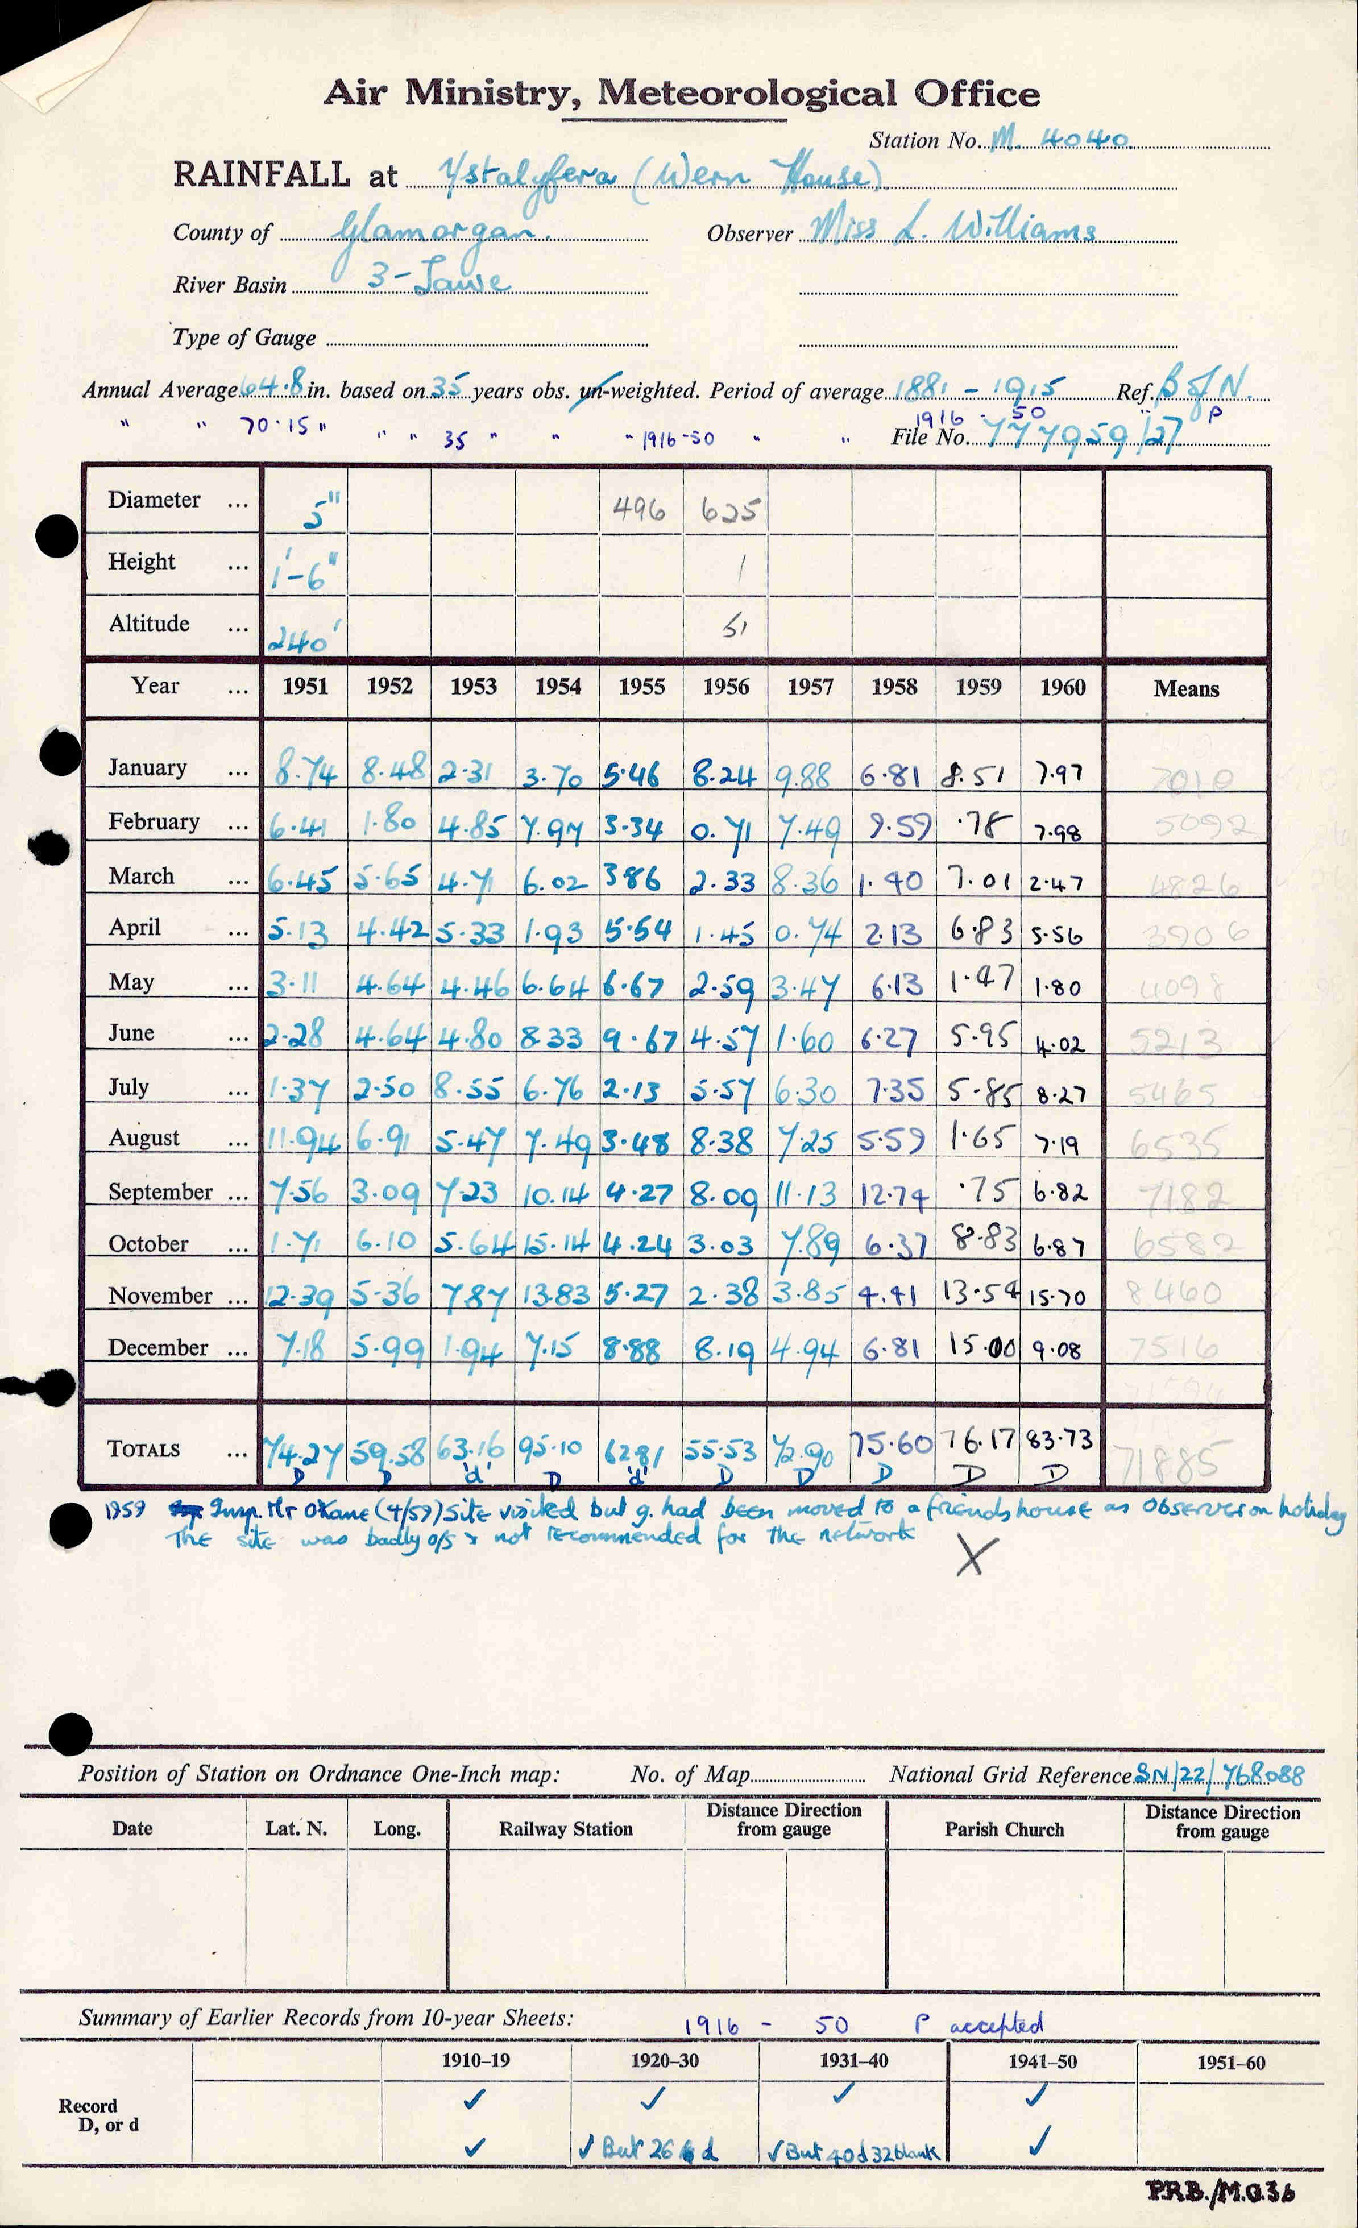 Air Ministry, Meteorological Office
Station No. M. 4040
RAINFALL at Ystalyfera (Wern House)
County of Glamorgan. Observer Miss L. Williams
River Basin 3-Tawe
Type of Gauge
Annual Average 64.8 in. based on 35 years obs. un-weighted. Period of average 1881 - 1915 Ref. B of N.
1916 - 50 P
" " 70.15 " " " 35 " " " 1916-50 " " File No. 777959/27
Diameter ... 5" 496 625
Height ... 1'-6" 1
Altitude ... 240' 51
Year ... 1951 1952 1953 1954 1955 1956 1957 1958 1959 1960 Means
January ... 8.74 8.48 2.31 3.70 5.46 8.24 9.88 6.81 8.51 7.97 7010
February ... 6.41 1.80 4.85 7.97 3.34 0.71 7.49 9.59 .78 7.98 5092
March ... 6.45 5.65 4.71 6.02 386 2.33 8.36 1.40 7.01 2.47 4826
April ... 5.13 4.42 5.33 1.93 5.54 1.45 0.74 2.13 6.83 5.56 3906
May ... 3.11 4.64 4.46 6.64 6.67 2.59 3.47 6.13 1.47 1.80 4098
June ... 2.28 4.64 4.80 8.33 9.67 4.57 1.60 6.27 5.95 4.02 5213
July ... 1.37 2.50 8.55 6.76 2.13 5.57 6.30 7.35 5.85 8.27 5465
August ... 11.94 6.91 5.47 7.49 3.48 8.38 7.25 5.59 1.65 7.19 6535
September ... 7.56 3.09 7.23 10.14 4.27 8.09 11.13 12.74 .75 6.82 7182
October ... 1.71 6.10 5.64 15.14 4.24 3.03 7.89 6.37 8.83 6.87 6582
November ... 12.39 5.36 7.87 13.83 5.27 2.38 3.85 4.41 13.54 15.70 8460
December ... 7.18 5.99 1.94 7.15 8.88 8.19 4.94 6.81 15.00 9.08 7516
TOTALS ... 74.27 59.58 63.16 95.10 62.81 55.53 72.90 75.60 76.17 83.73 71885
D D 'd' D 'd' D D D D D
1959 Insp. Mr OKane (4/59) Site visited but g. had been moved to a friends house as observer on holiday
The site was badly o/s & not recommended for the network
X
Position of Station on Ordnance One-Inch map: No. of Map National Grid Reference SN/22/768088
Date Lat. N. Long. Railway Station Distance Direction from gauge Parish Church Distance Direction from gauge
Summary of Earlier Records from 10-year Sheets: 1916 - 50 P accepted
1910–19 1920–30 1931–40 1941–50 1951–60
Record ✓ ✓ ✓ ✓
D, or d ✓ ✓ But 26 d ✓ But 40d 32 blank ✓
P.R.B./M.O.36